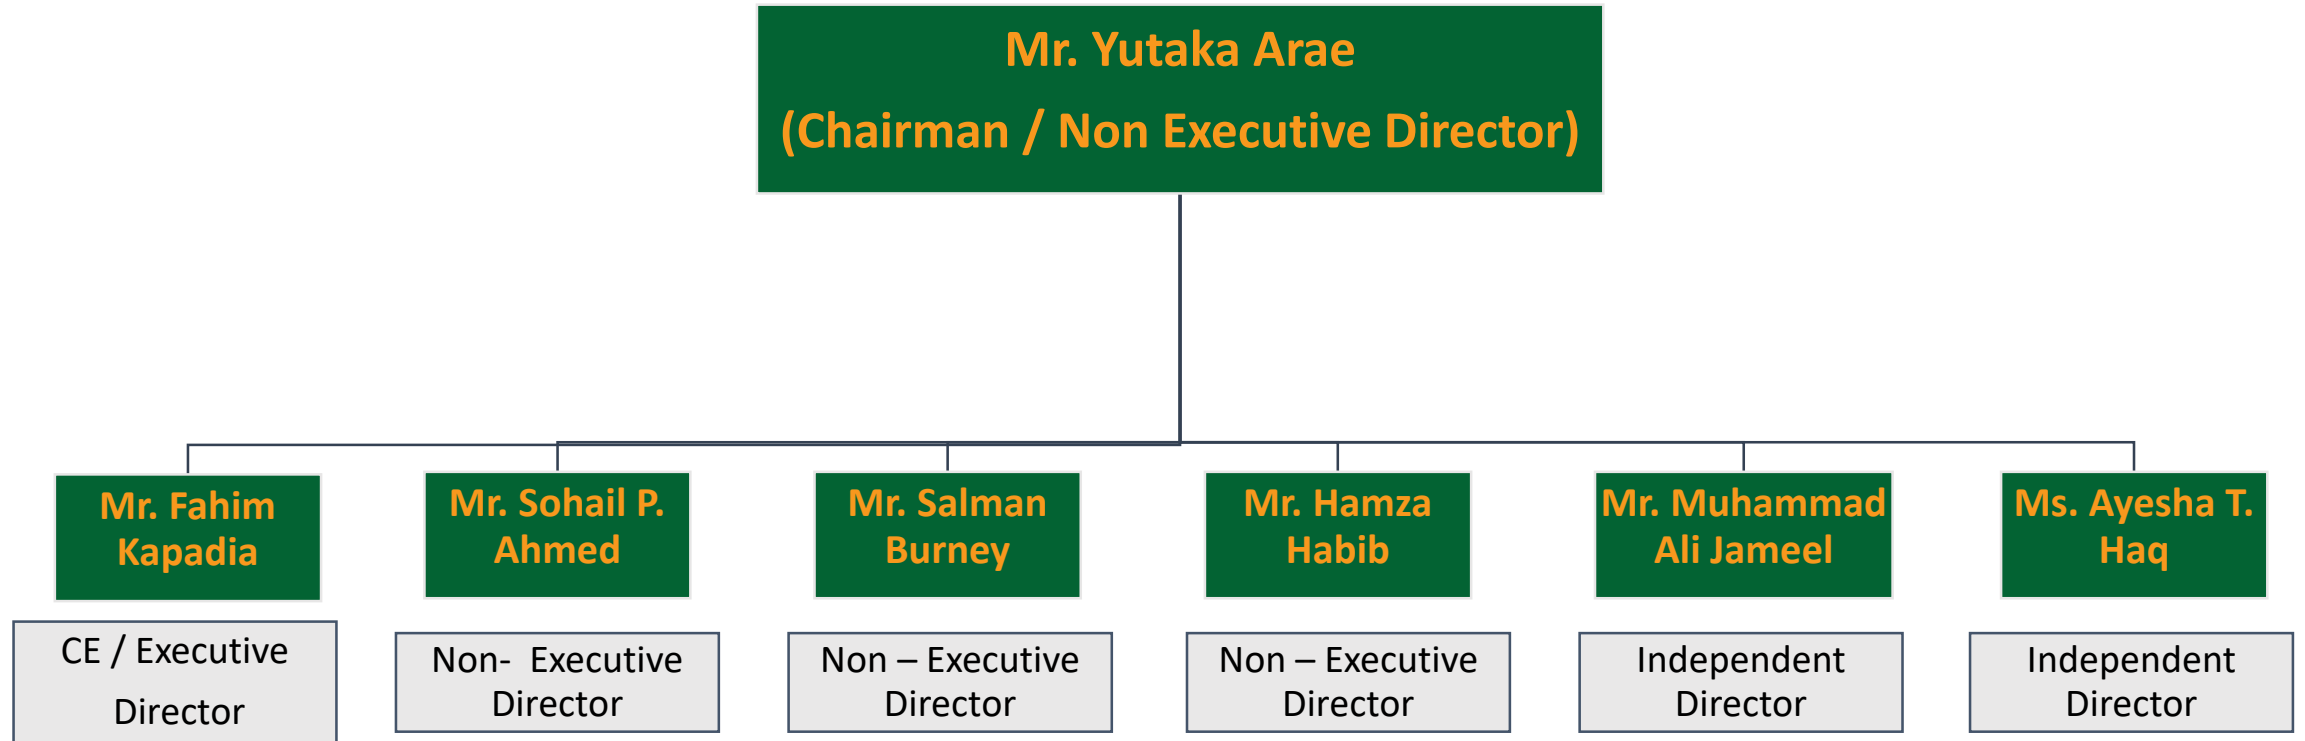 Mr. Yutaka Arae
(Chairman / Non Executive Director)
Mr. Fahim
Kapadia
CE / Executive
Director
Mr. Sohail P.
Ahmed
Non- Executive
Director
Mr. Salman
Burney
Non – Executive
Director
Mr. Hamza
Habib
Non – Executive
Director
Mr. Muhammad
Ali Jameel
Independent
Director
Ms. Ayesha T.
Haq
Independent
Director